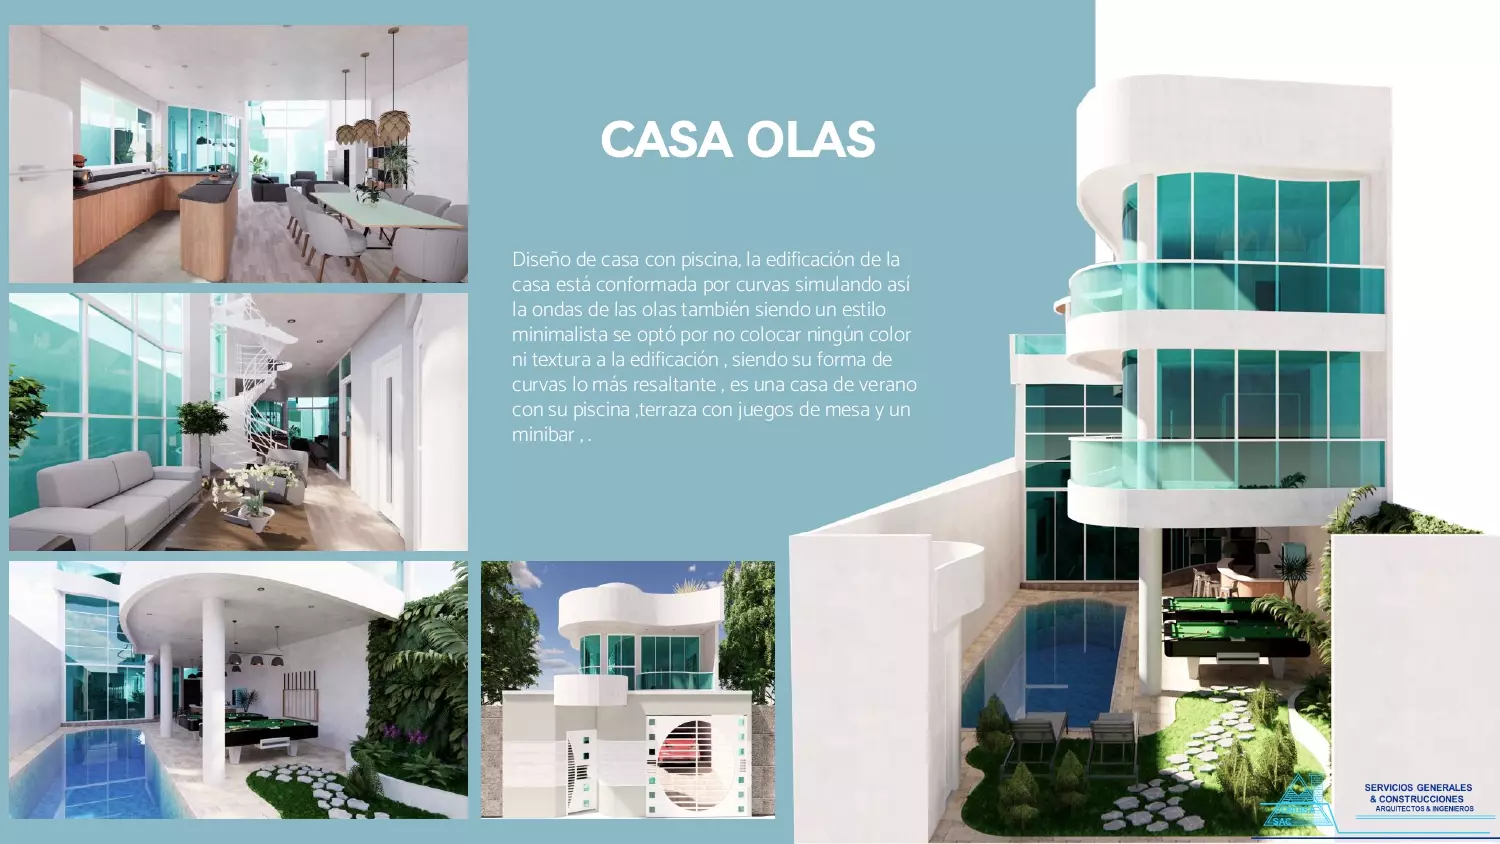 CASA OLAS
Diseño de casa con piscina, la edificación de la
casa está conformada por curvas simulando así
la ondas de las olas también siendo un estilo
minimalista se optó por no colocar ningún color
ni textura a la edificación , siendo su forma de
curvas lo más resaltante , es una casa de verano
con su piscina ,terraza con juegos de mesa y un
minibar , .
SERVICIOS GENERALES
& CONSTRUCCIONES
ARQUITECTOS & INGENIEROS
SAC